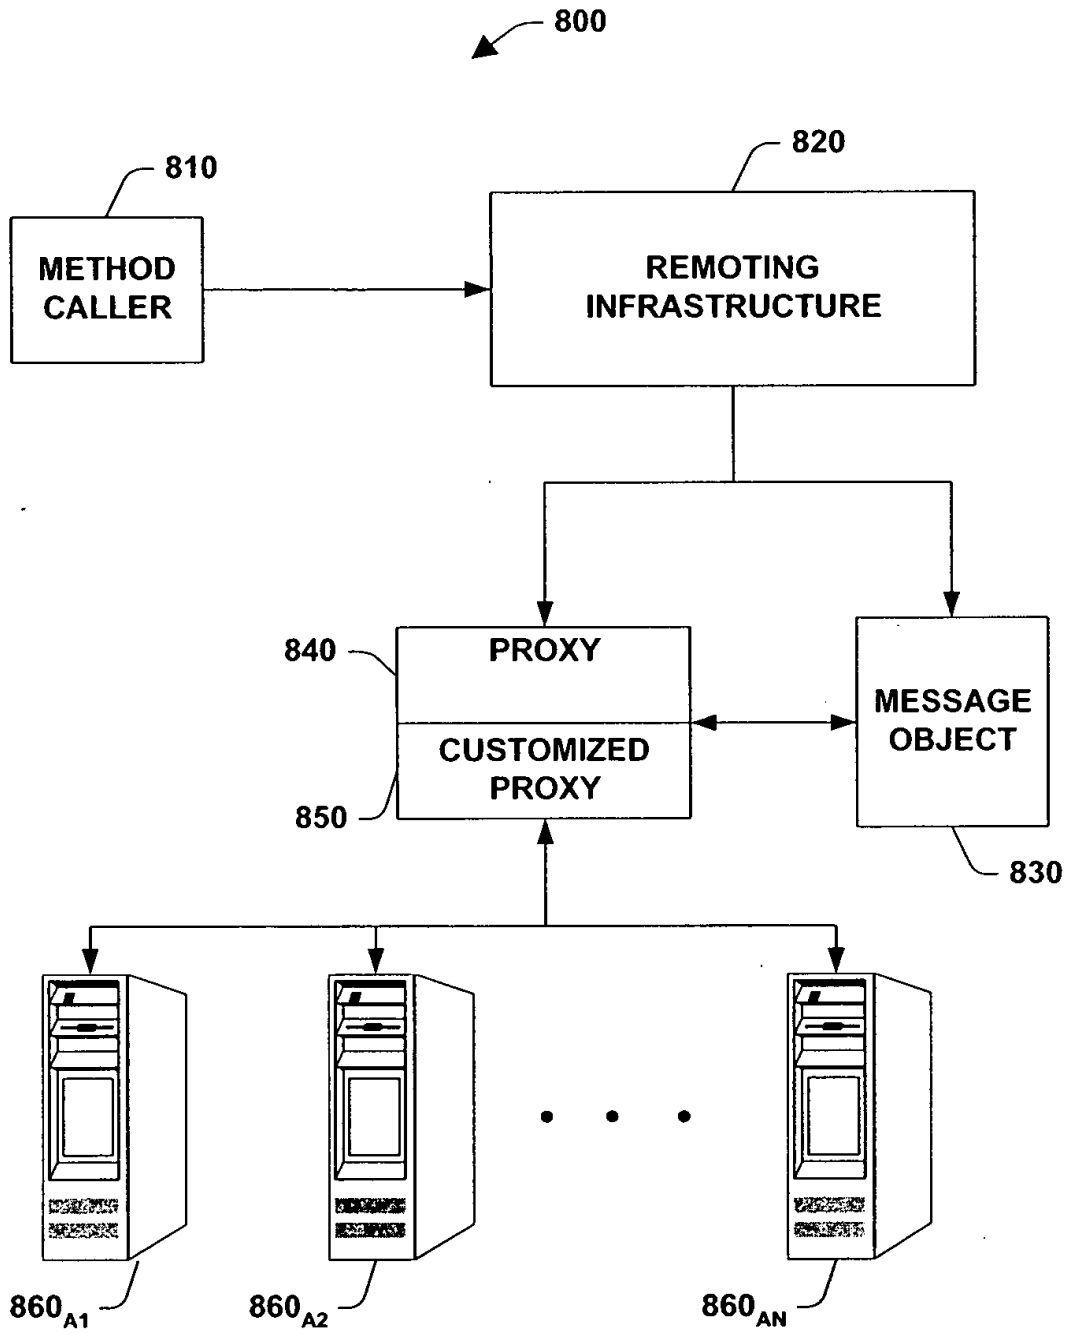 800
810
820
METHOD
CALLER
REMOTING
INFRASTRUCTURE
840
PROXY
MESSAGE
OBJECT
CUSTOMIZED
PROXY
850
830
860A1
860A2
860AN